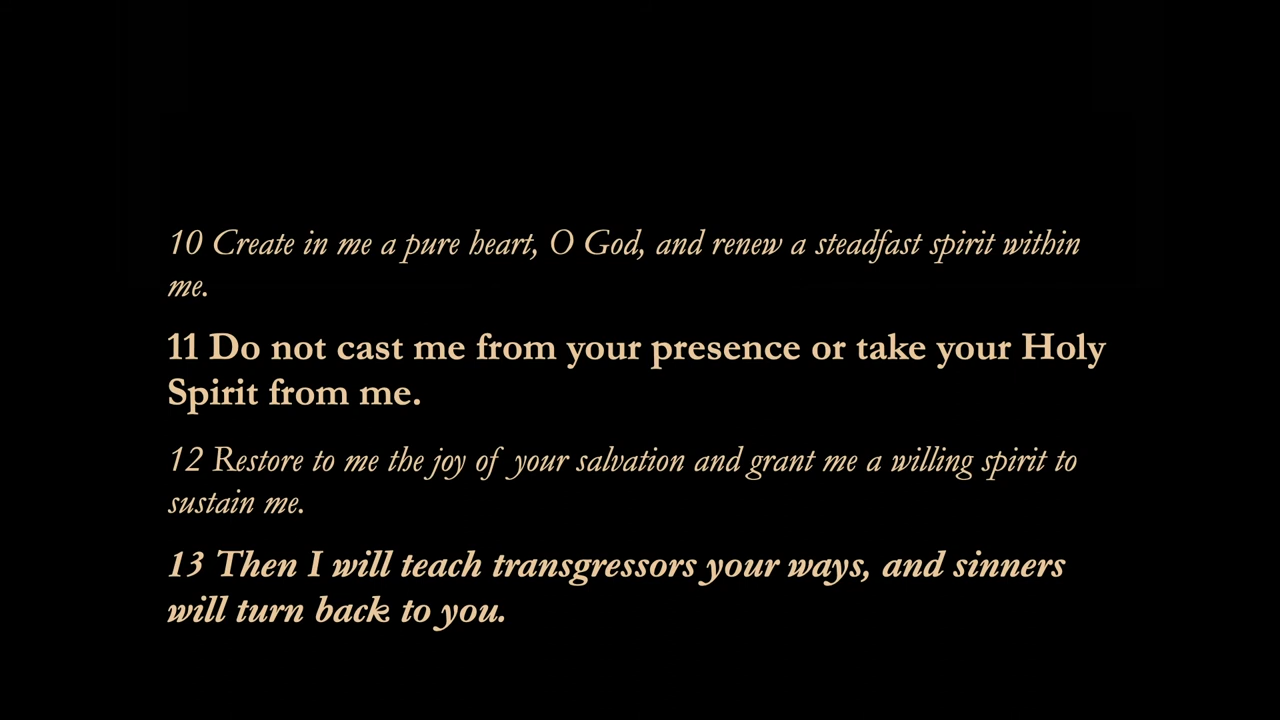 10 Create in me a pure heart, O God, and renew a steadfast spirit within
me.
11 Do not cast me from your presence or take your Holy
Spirit from me.
12 Restore to me the joy of your salvation and grant me a willing spirit to
sustain me.
13 Then I will teach transgressors your ways, and sinners
will turn back to you.